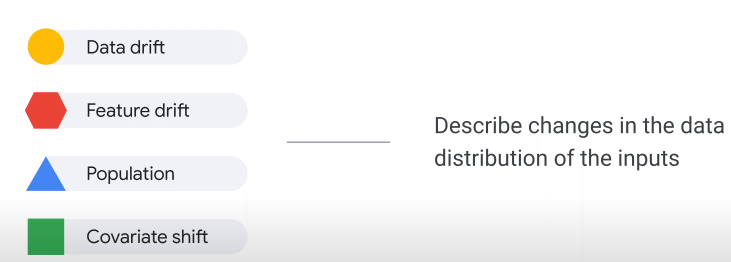 Data drift
Feature drift
Population
Covariate shift
Describe changes in the data
distribution of the inputs